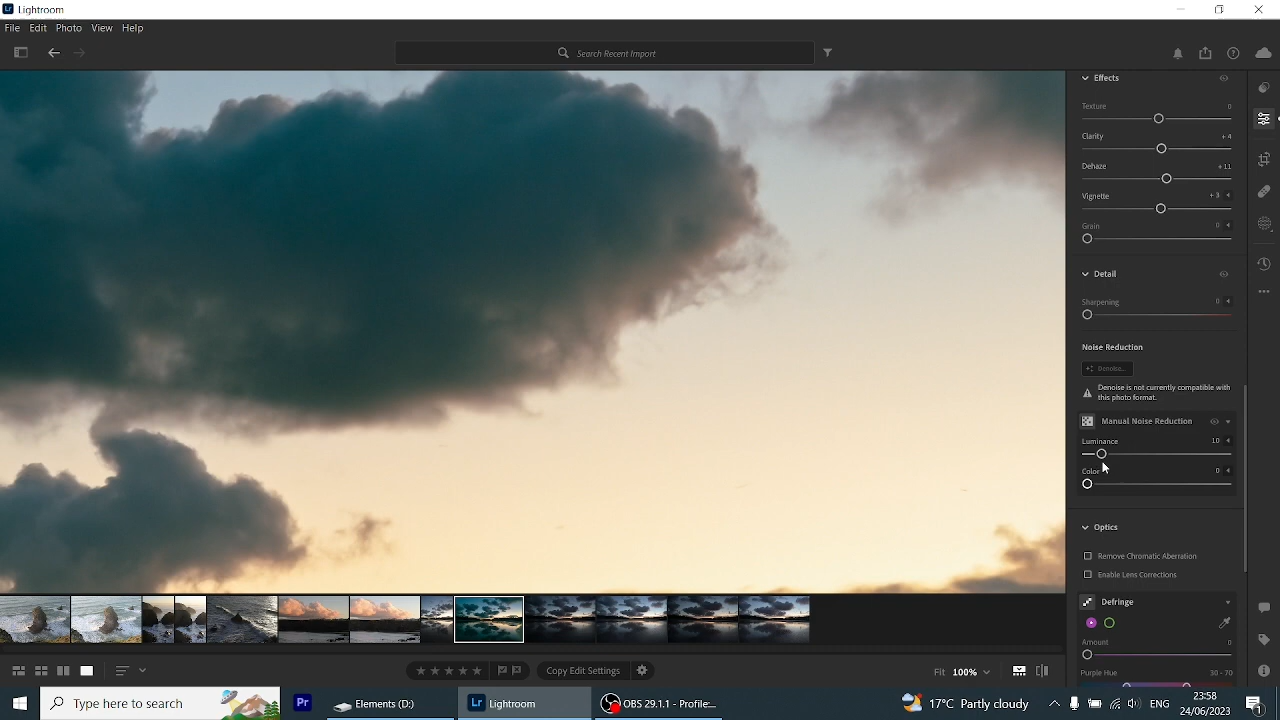 Lr Lightroom
File Edit Photo View Help
Search Recent Import
Effects
Texture 0
Clarity + 4
Dehaze + 11
Vignette + 3
Grain 0
Detail
Sharpening 0
Noise Reduction
Denoise...
Denoise is not currently compatible with
this photo format.
Manual Noise Reduction
Luminance 10
Color 0
Optics
Remove Chromatic Aberration
Enable Lens Corrections
Defringe
Amount 0
Purple Hue 30 - 70
Copy Edit Settings
Fit 100%
Type here to search
Pr
Elements (D:)
Lr Lightroom
OBS 29.1.1 - Profile:...
17°C Partly cloudy
ENG
23:58
24/06/2023
1